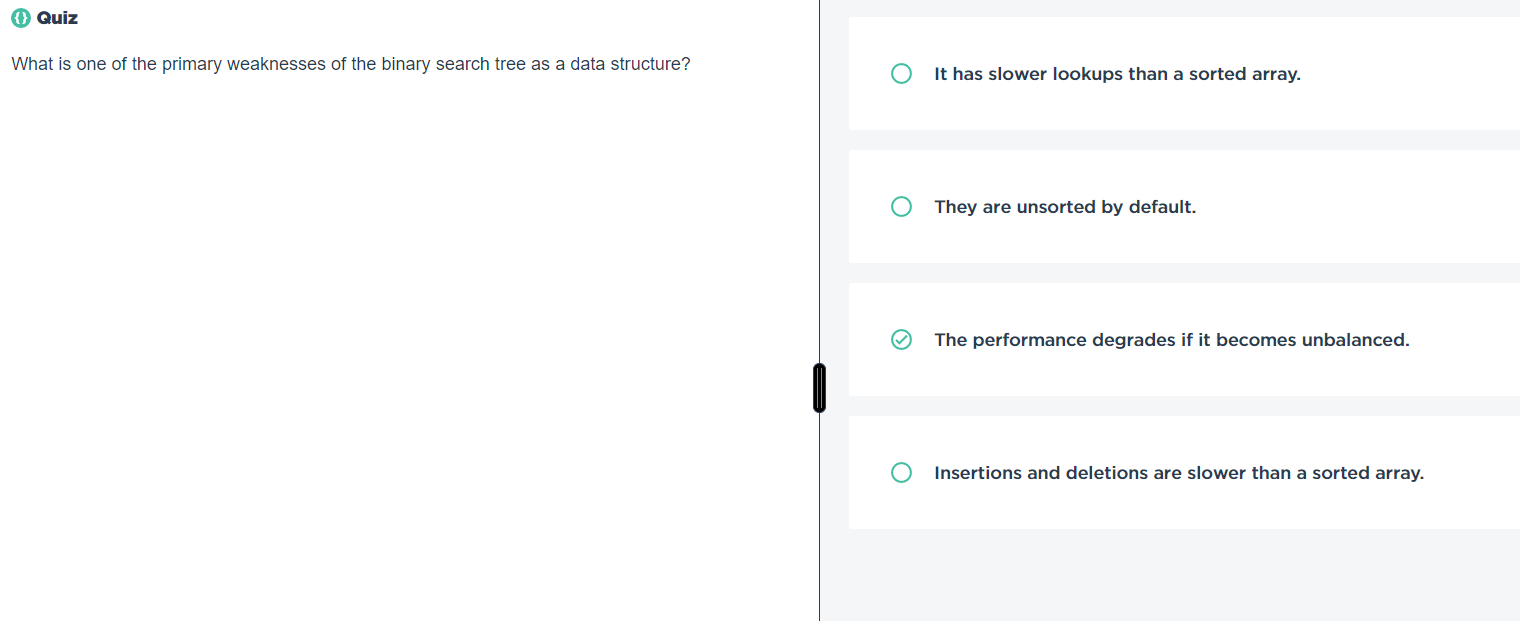 Quiz
What is one of the primary weaknesses of the binary search tree as a data structure?
It has slower lookups than a sorted array.
They are unsorted by default.
The performance degrades if it becomes unbalanced.
Insertions and deletions are slower than a sorted array.